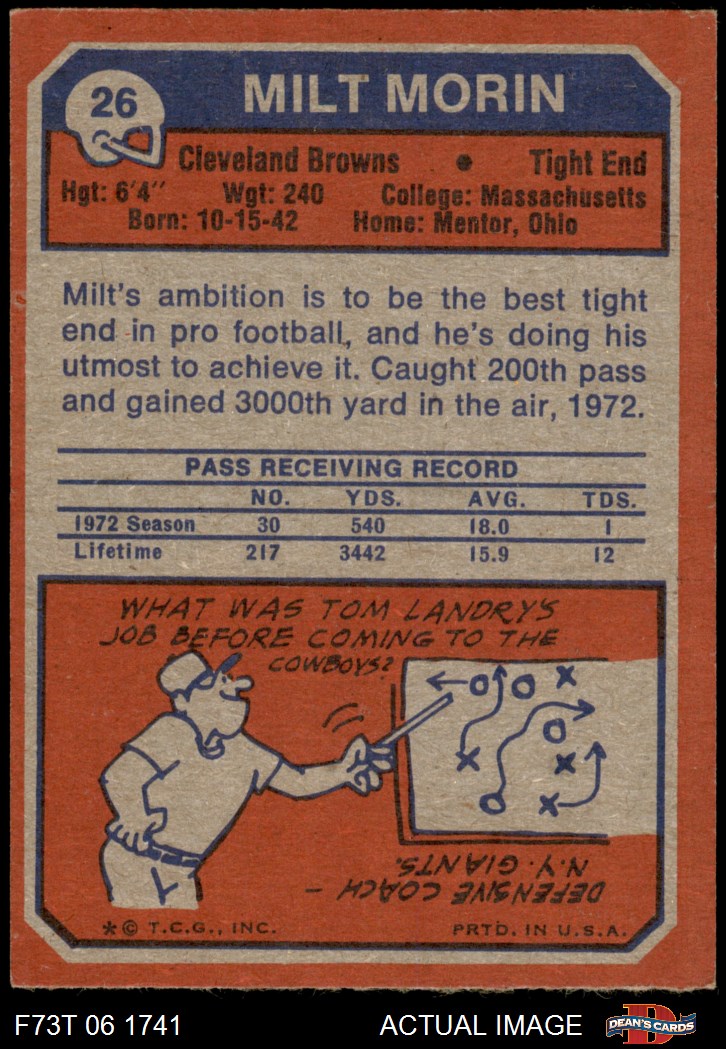 26
MILT MORIN
Cleveland Browns • Tight End
Hgt: 6'4" Wgt: 240 College: Massachusetts
Born: 10-15-42 Home: Mentor, Ohio
Milt's ambition is to be the best tight
end in pro football, and he's doing his
utmost to achieve it. Caught 200th pass
and gained 3000th yard in the air, 1972.
PASS RECEIVING RECORD
NO. YDS. AVG. TDS.
1972 Season 30 540 18.0 1
Lifetime 217 3442 15.9 12
WHAT WAS TOM LANDRY'S
JOB BEFORE COMING TO THE
COWBOYS?
DEFENSIVE COACH –
N.Y. GIANTS.
*© T.C.G., INC. PRTD. IN U.S.A.
F73T 06 1741 ACTUAL IMAGE D DEAN'S CARDS